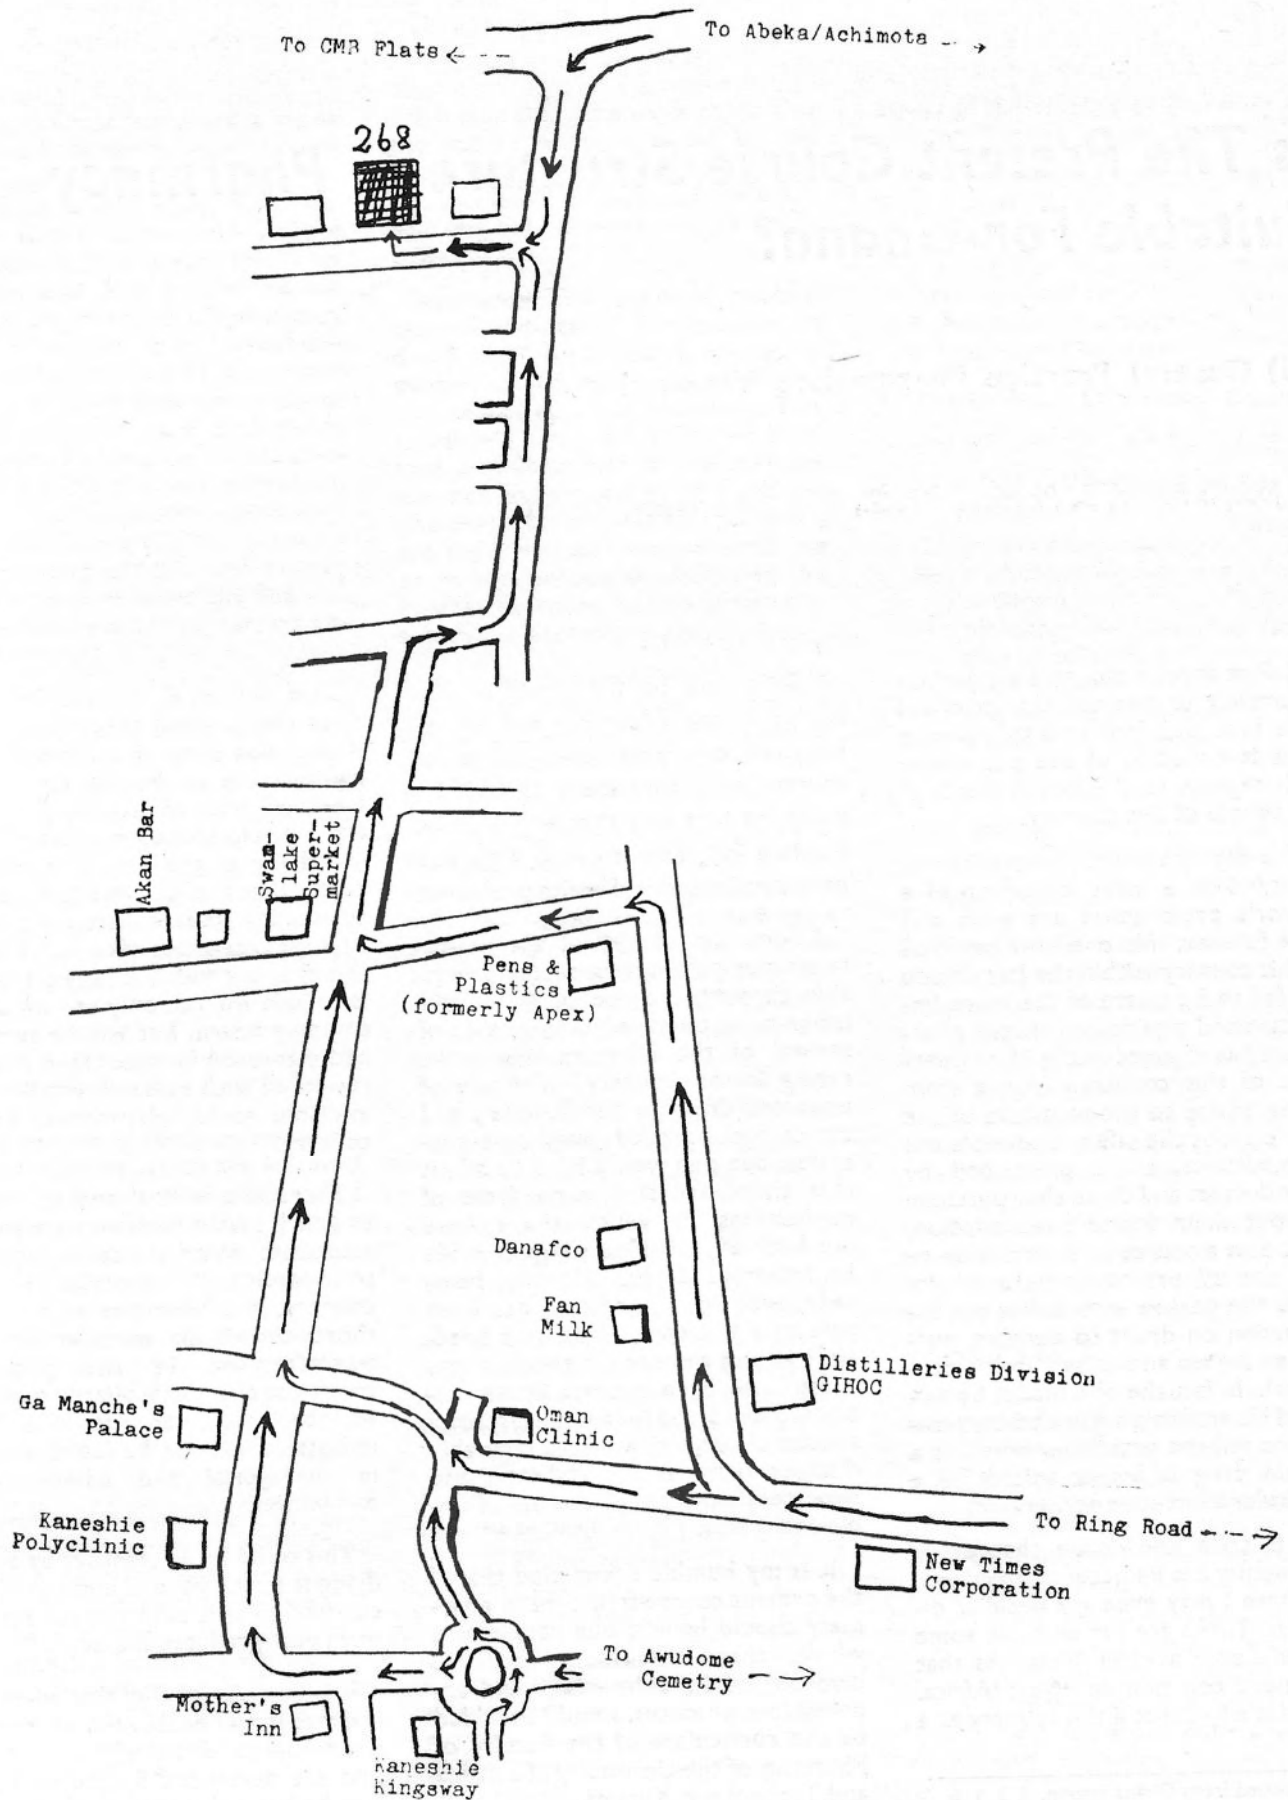 To CMB Flats
To Abeka/Achimota
268
Akan Bar
Swan-
lake
Super-
market
Pens &
Plastics
(formerly Apex)
Danafco
Fan
Milk
Distilleries Division
GIHOC
Ga Manche's
Palace
Oman
Clinic
Kaneshie
Polyclinic
To Ring Road
New Times
Corporation
To Awudome
Cemetry
Mother's
Inn
Kaneshie
Kingsway